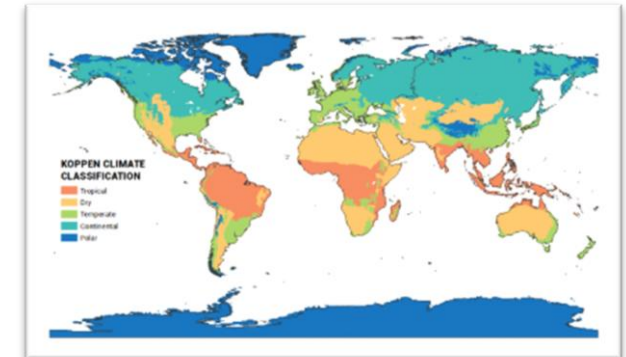 KOPPEN CLIMATE
CLASSIFICATION
Tropical
Dry
Temperate
Continental
Polar